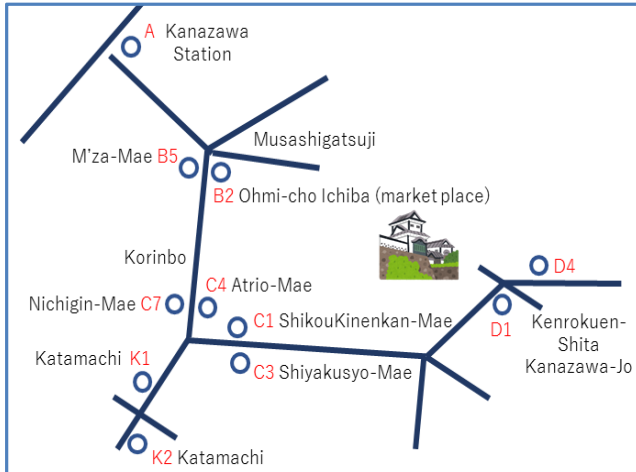 A Kanazawa
Station
Musashigatsuji
M'za-Mae B5
B2 Ohmi-cho Ichiba (market place)
Korinbo
C4 Atrio-Mae
D4
Nichigin-Mae C7
C1 ShikouKinenkan-Mae
D1
Kenrokuen-
Shita
Kanazawa-Jo
Katamachi K1
C3 Shiyakusyo-Mae
K2 Katamachi